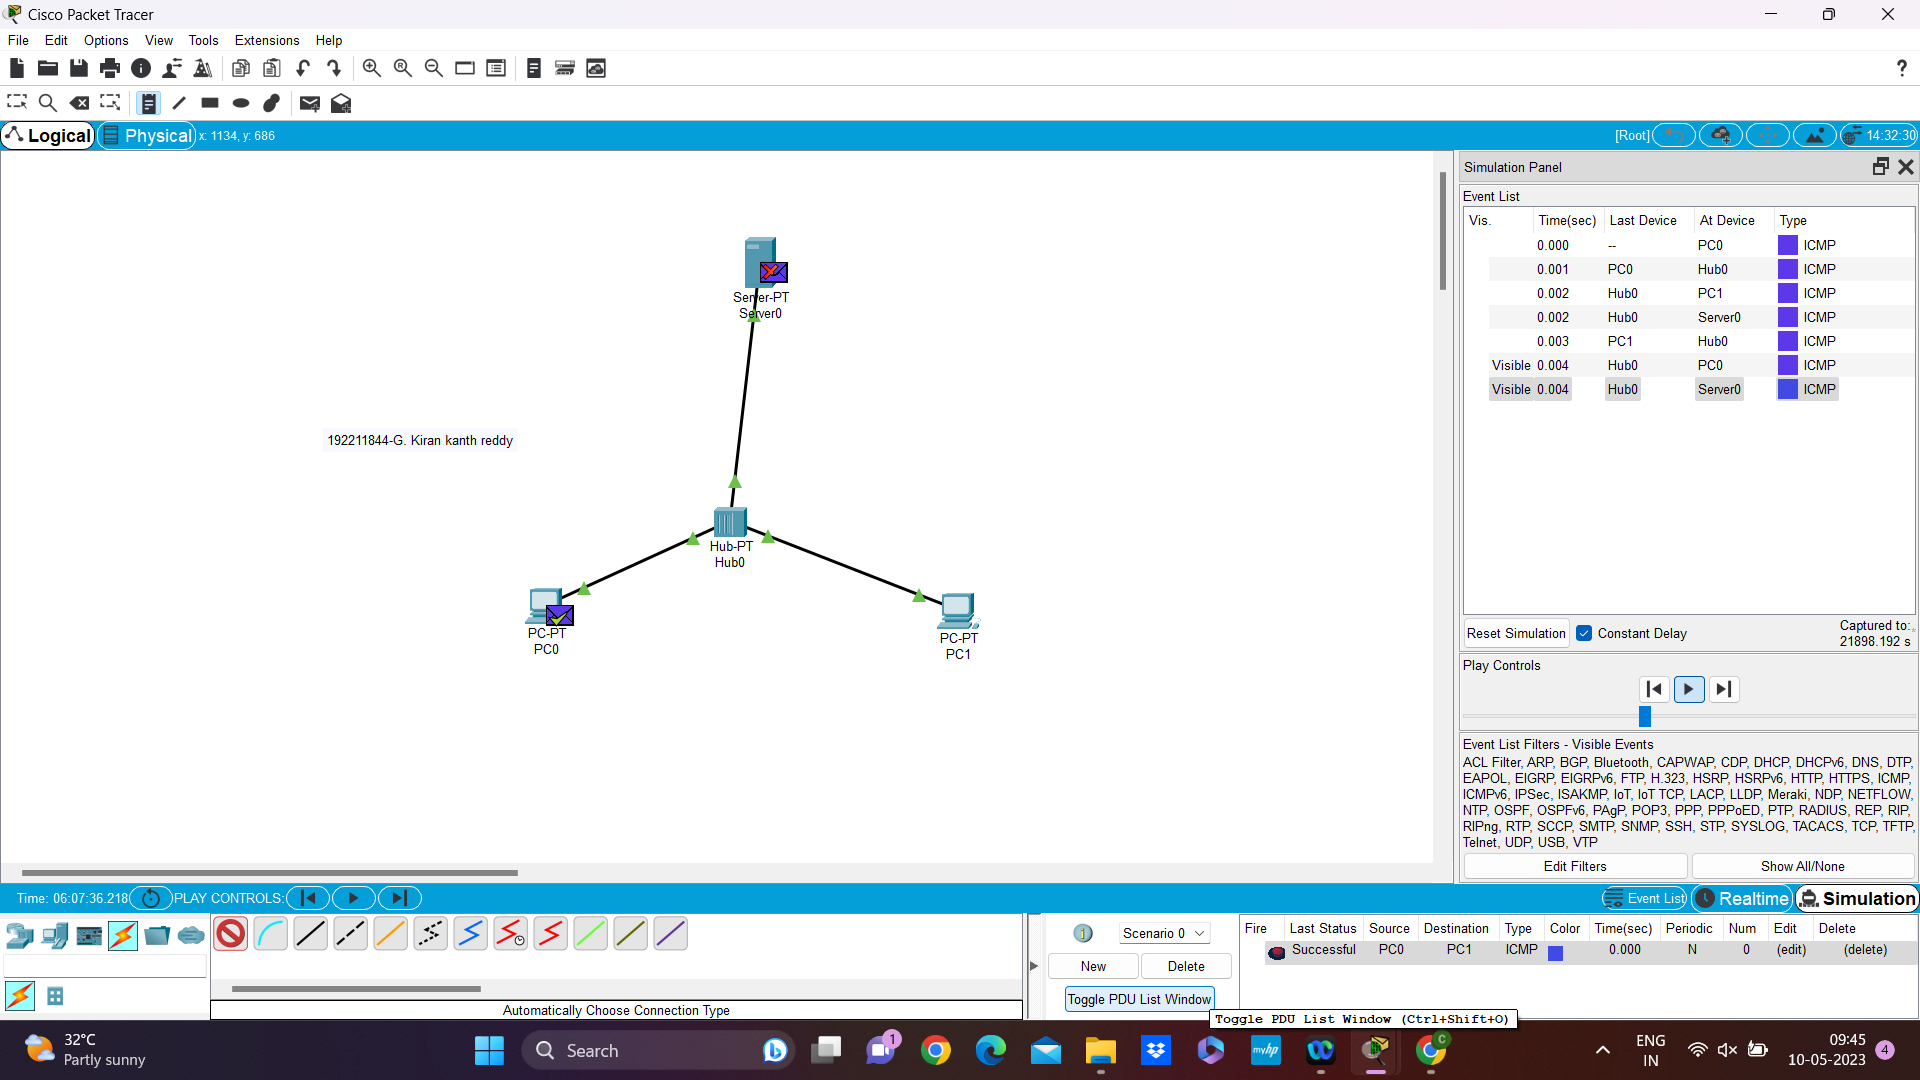 Cisco Packet Tracer
File Edit Options View Tools Extensions Help
?
Logical Physical x: 1134, y: 686 [Root] 14:32:30
Simulation Panel
Event List
Vis. Time(sec) Last Device At Device Type
0.000 -- PC0 ICMP
0.001 PC0 Hub0 ICMP
0.002 Hub0 PC1 ICMP
0.002 Hub0 Server0 ICMP
0.003 PC1 Hub0 ICMP
Visible 0.004 Hub0 PC0 ICMP
Visible 0.004 Hub0 Server0 ICMP
Server-PT
Server0
192211844-G. Kiran kanth reddy
Hub-PT
Hub0
PC-PT
PC0
PC-PT
PC1
Reset Simulation Constant Delay Captured to:
21898.192 s
Play Controls
Event List Filters - Visible Events
ACL Filter, ARP, BGP, Bluetooth, CAPWAP, CDP, DHCP, DHCPv6, DNS, DTP,
EAPOL, EIGRP, EIGRPv6, FTP, H.323, HSRP, HSRPv6, HTTP, HTTPS, ICMP,
ICMPv6, IPSec, ISAKMP, IoT, IoT TCP, LACP, LLDP, Meraki, NDP, NETFLOW,
NTP, OSPF, OSPFv6, PAgP, POP3, PPP, PPPoED, PTP, RADIUS, REP, RIP,
RIPng, RTP, SCCP, SMTP, SNMP, SSH, STP, SYSLOG, TACACS, TCP, TFTP,
Telnet, UDP, USB, VTP
Edit Filters Show All/None
Time: 06:07:36.218 PLAY CONTROLS: Event List Realtime Simulation
Scenario 0
New Delete
Toggle PDU List Window
Fire Last Status Source Destination Type Color Time(sec) Periodic Num Edit Delete
Successful PC0 PC1 ICMP 0.000 N 0 (edit) (delete)
Automatically Choose Connection Type
Toggle PDU List Window (Ctrl+Shift+O)
32°C
Partly sunny
Search
1
myhp
C
ENG
IN
09:45
10-05-2023
4